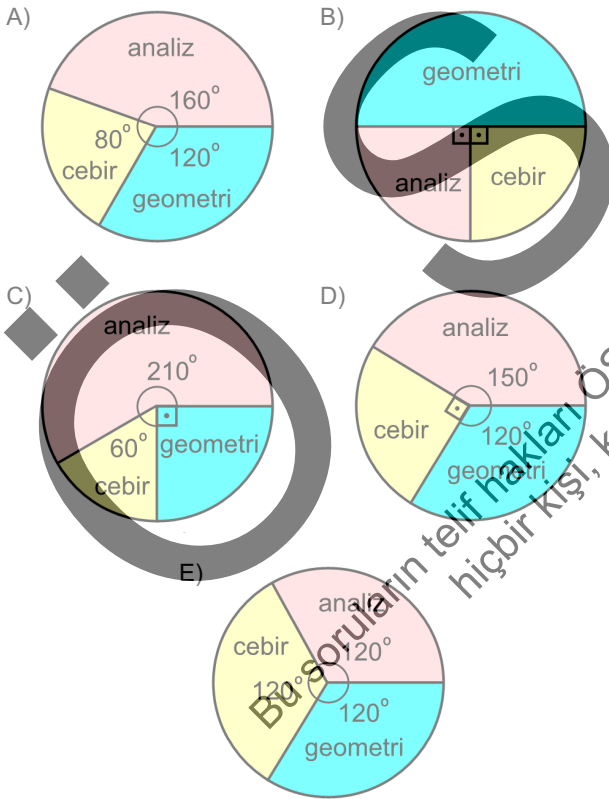 A)
analiz
160°
80°
cebir
120°
geometri
B)
geometri
analiz
cebir
C)
analiz
210°
60°
cebir
geometri
D)
analiz
150°
cebir
120°
geometri
E)
analiz
120°
cebir
120°
120°
geometri
Bu soruların telif hakları ÖS
hiçbir kişi, k